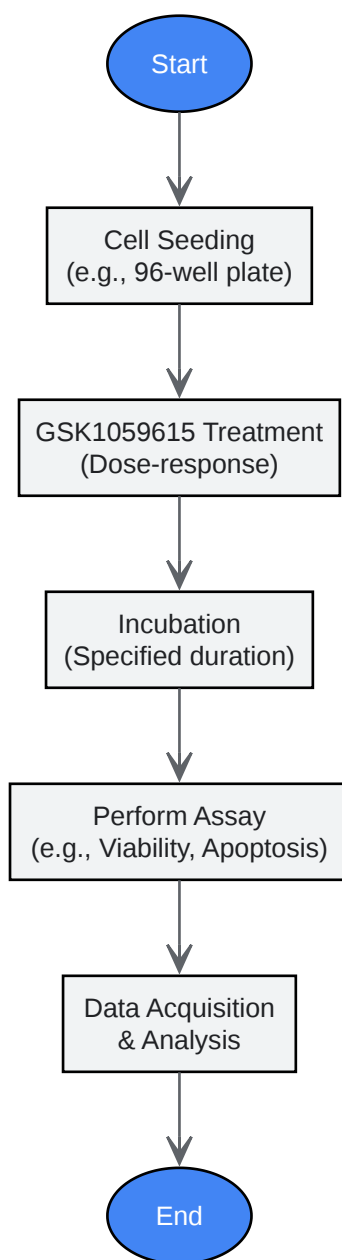 Start
Cell Seeding
(e.g., 96-well plate)
GSK1059615 Treatment
(Dose-response)
Incubation
(Specified duration)
Perform Assay
(e.g., Viability, Apoptosis)
Data Acquisition
& Analysis
End